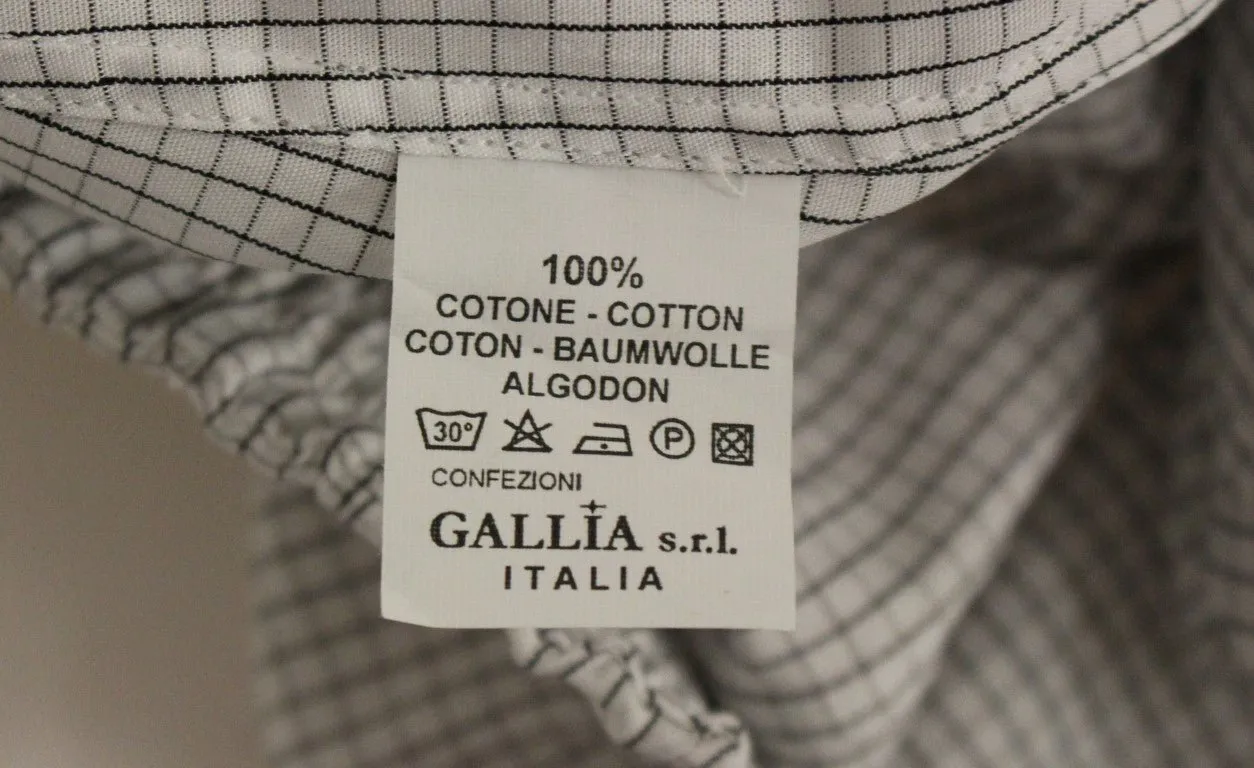 100%
COTONE - COTTON
COTON - BAUMWOLLE
ALGODON
30° P
CONFEZIONI
GALLIA s.r.l.
ITALIA